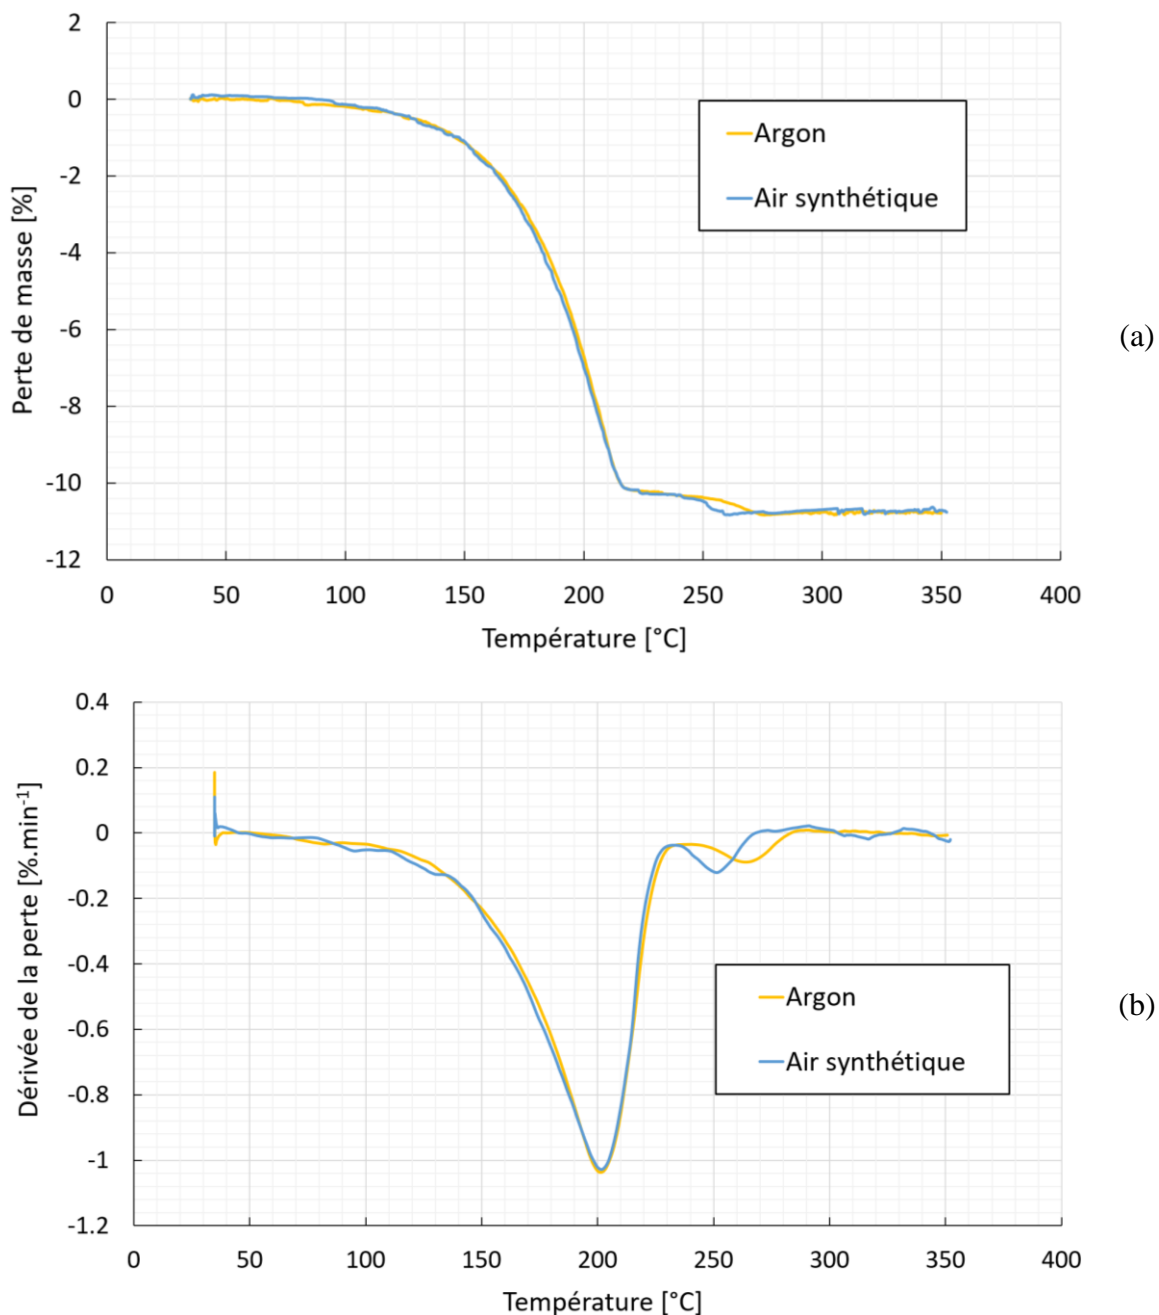 2
0
-2
-4
-6
-8
-10
-12
Perte de masse [%]
Argon
Air synthétique
(a)
0 50 100 150 200 250 300 350 400
Température [°C]
0.4
0.2
0
-0.2
-0.4
-0.6
-0.8
-1
-1.2
Dérivée de la perte [%.min⁻¹]
Argon
Air synthétique
(b)
0 50 100 150 200 250 300 350 400
Température [°C]